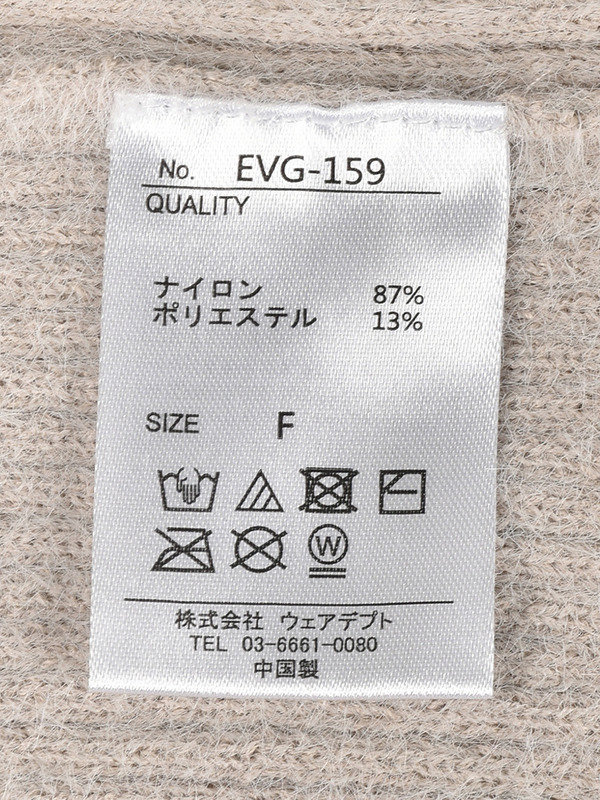 No. EVG-159
QUALITY
ナイロン 87%
ポリエステル 13%
SIZE F
W
株式会社 ウェアデプト
TEL 03-6661-0080
中国製